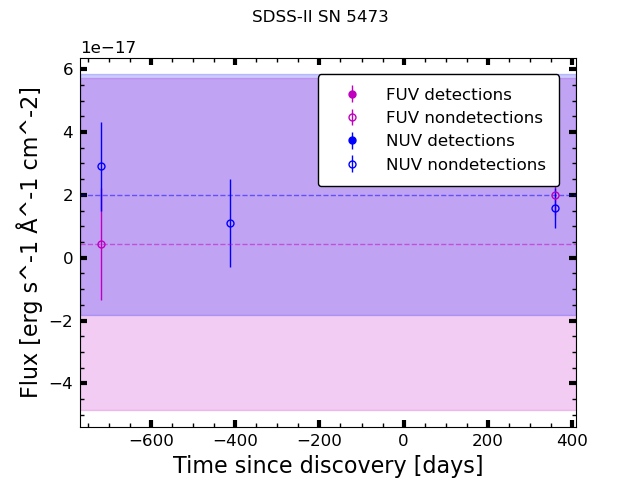 SDSS-II SN 5473
1e−17
FUV detections
FUV nondetections
NUV detections
NUV nondetections
6
4
2
0
−2
−4
Flux [erg s^-1 Å^-1 cm^-2]
−600
−400
−200
0
200
400
Time since discovery [days]